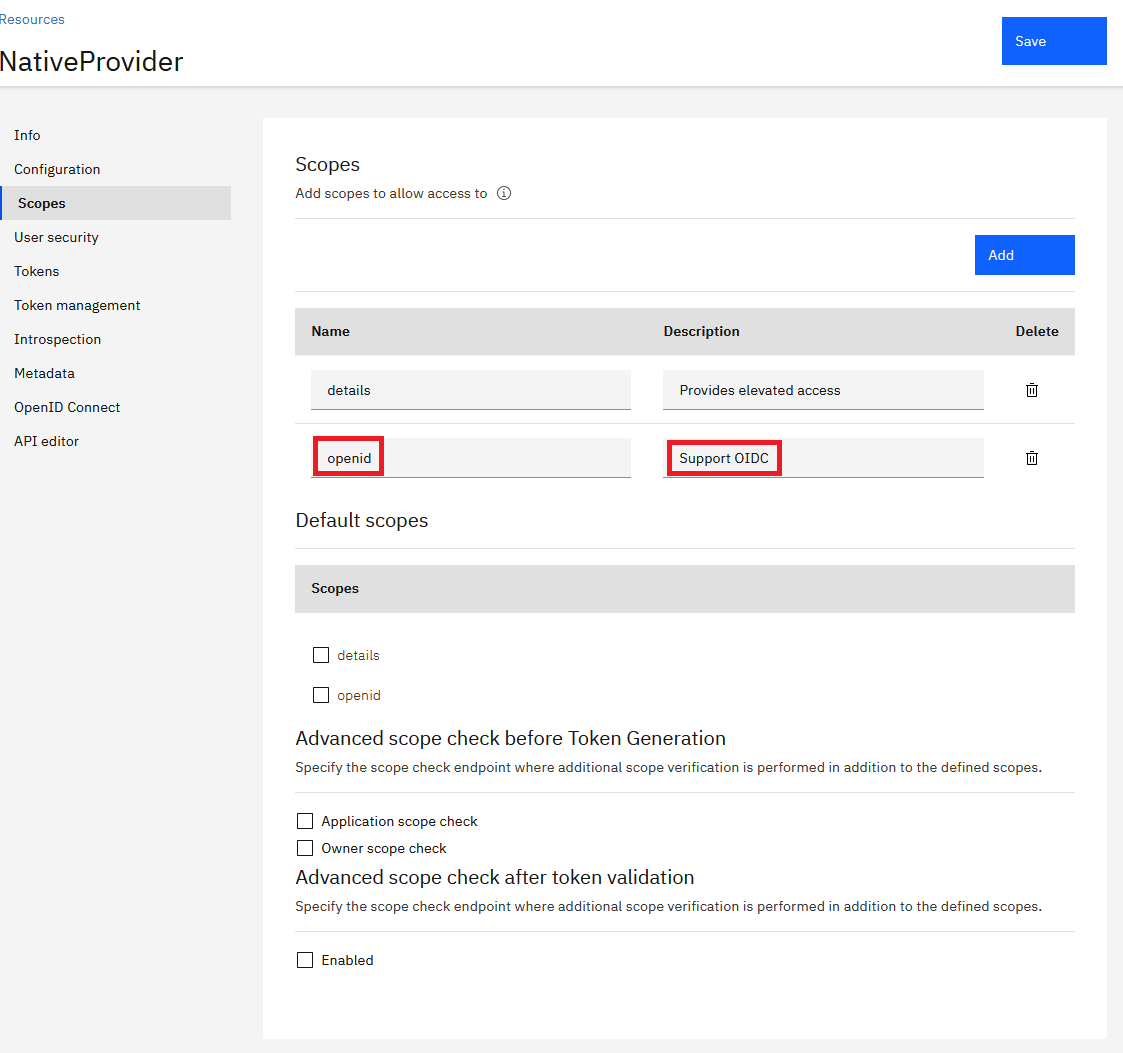 Resources
NativeProvider
Save
Info
Configuration
Scopes
User security
Tokens
Token management
Introspection
Metadata
OpenID Connect
API editor
Scopes
Add scopes to allow access to
Add
Name Description Delete
details Provides elevated access
openid Support OIDC
Default scopes
Scopes
details
openid
Advanced scope check before Token Generation
Specify the scope check endpoint where additional scope verification is performed in addition to the defined scopes.
Application scope check
Owner scope check
Advanced scope check after token validation
Specify the scope check endpoint where additional scope verification is performed in addition to the defined scopes.
Enabled